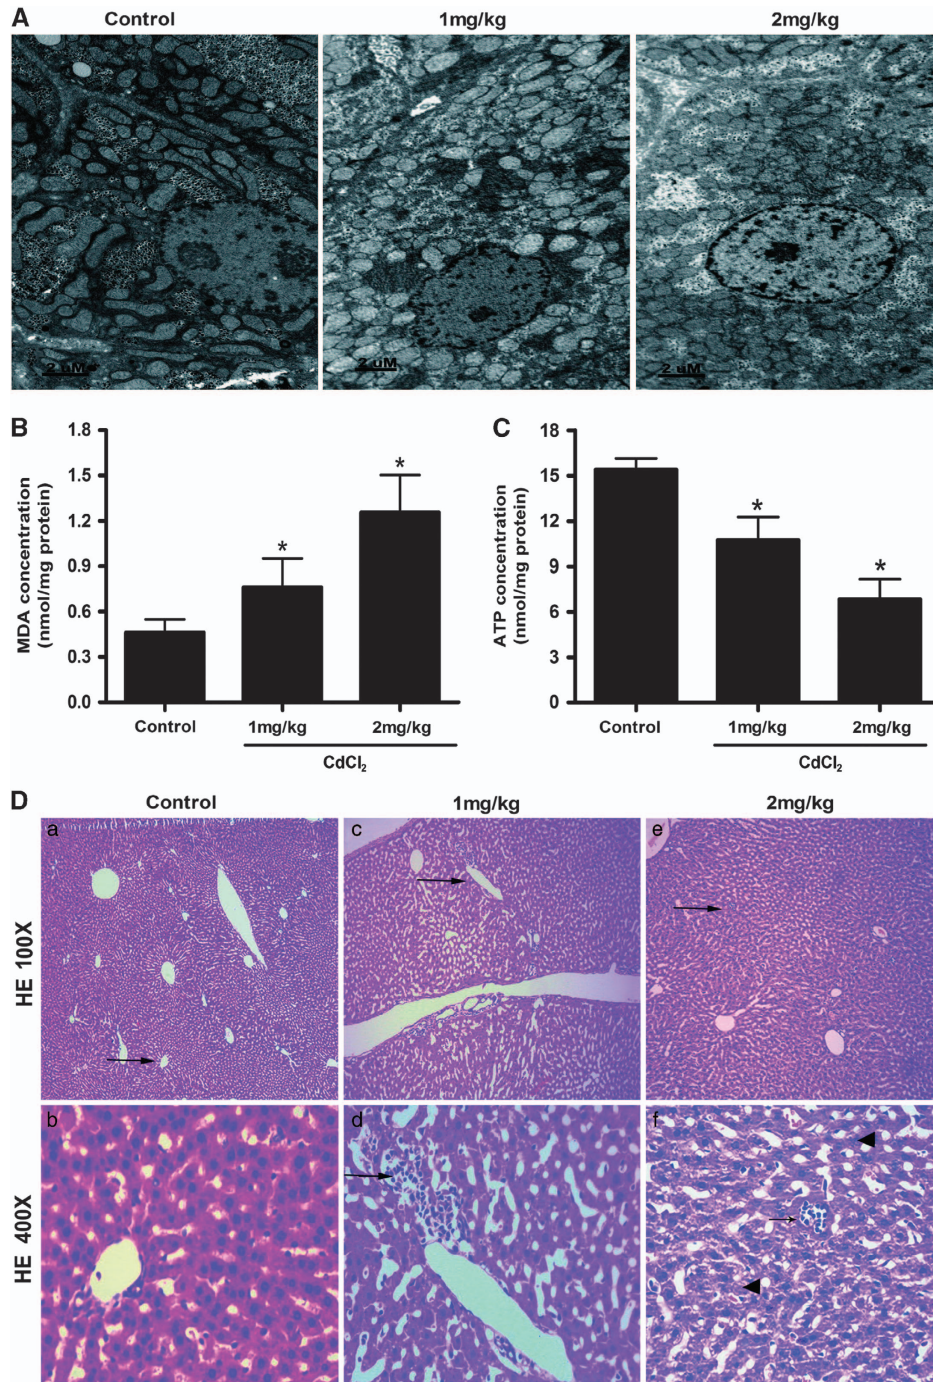 A Control 1mg/kg 2mg/kg
2 uM 2 uM 2 uM
B
MDA concentration
(nmol/mg protein)
1.8
1.5
1.2
0.9
0.6
0.3
0.0
* *
Control 1mg/kg 2mg/kg
CdCl₂
C
ATP concentration
(nmol/mg protein)
18
15
12
9
6
3
0
* *
Control 1mg/kg 2mg/kg
CdCl₂
D Control 1mg/kg 2mg/kg
HE 100X
a c e
HE 400X
b d f